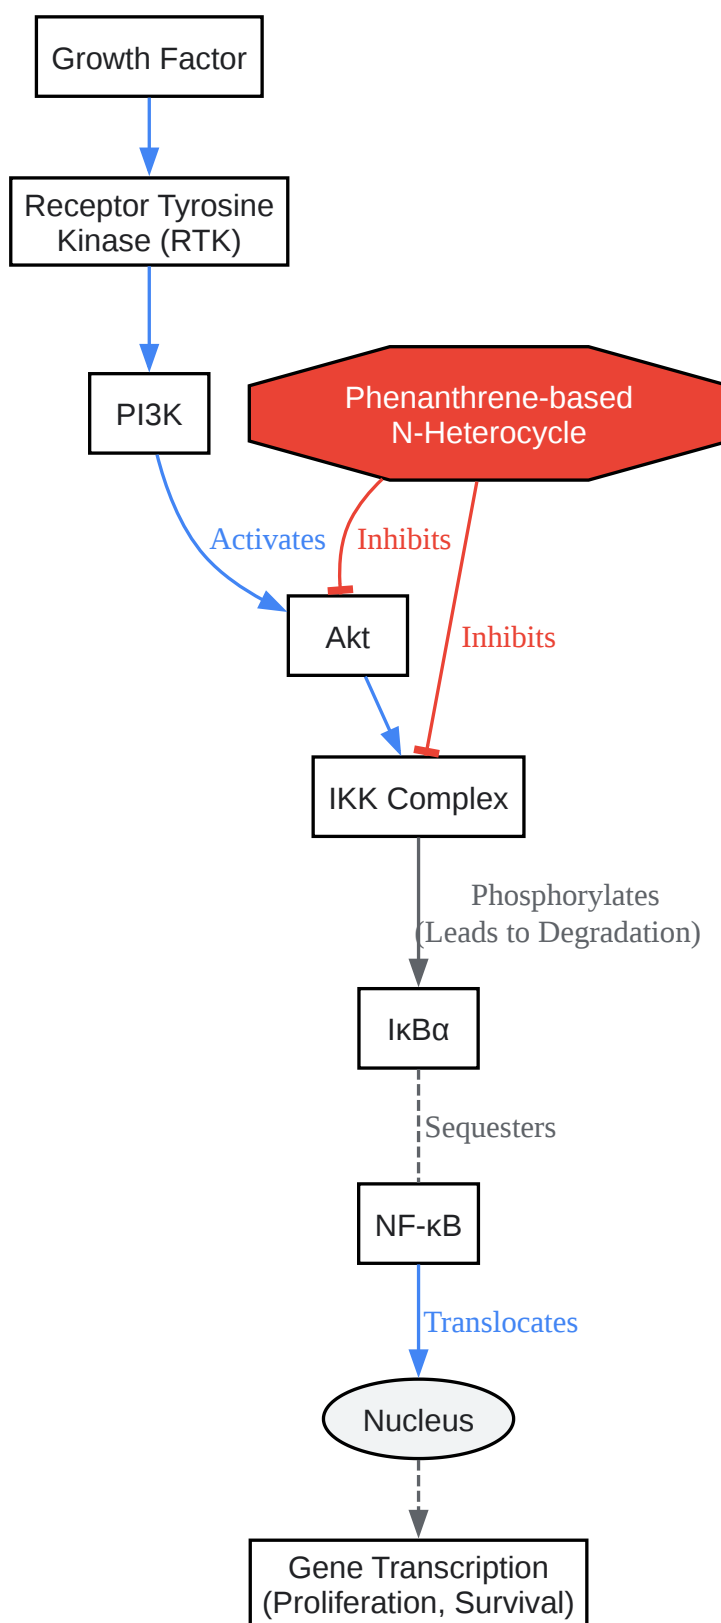 Growth Factor
Receptor Tyrosine
Kinase (RTK)
PI3K
Phenanthrene-based
N-Heterocycle
Activates
Inhibits
Akt
Inhibits
IKK Complex
Phosphorylates
(Leads to Degradation)
IκBα
Sequesters
NF-κB
Translocates
Nucleus
Gene Transcription
(Proliferation, Survival)